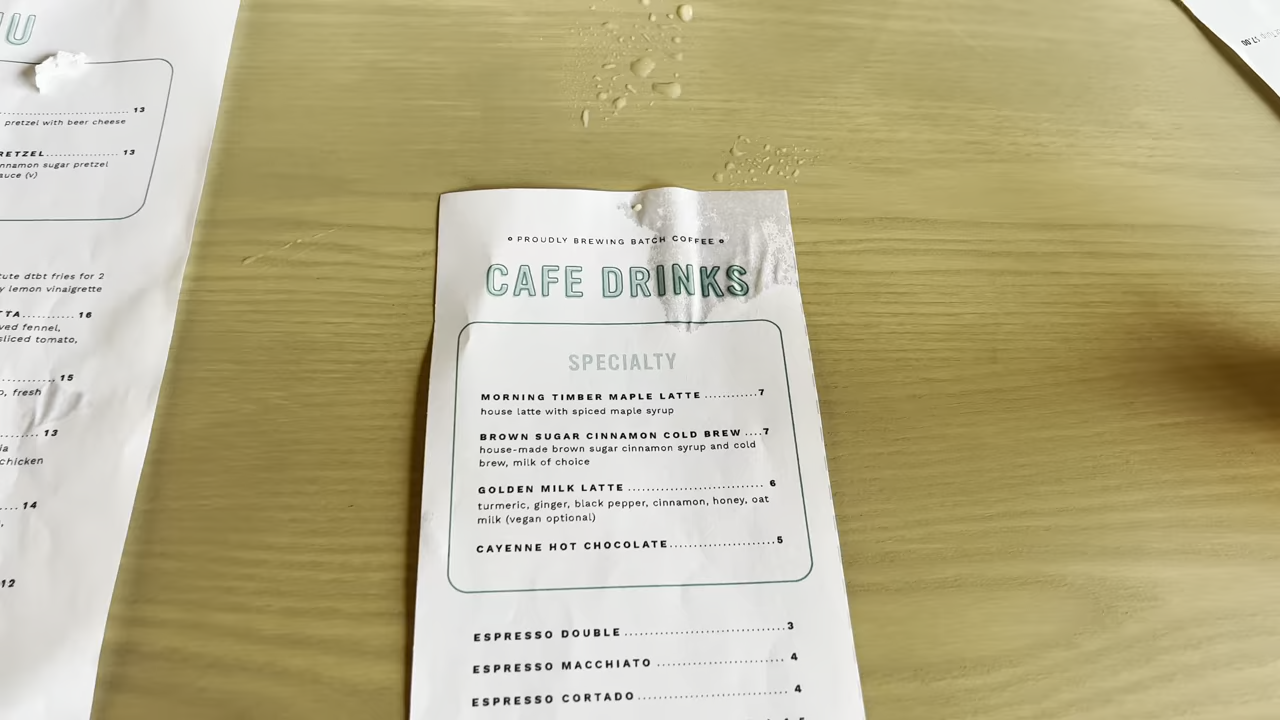 U
13
pretzel with beer cheese
RETZEL 13
nnamon sugar pretzel
auce (v)
tute dtbt fries for 2
y lemon vinaigrette
TTA 16
ved fennel,
sliced tomato,
15
o, fresh
13
ia
chicken
14
12
PROUDLY BREWING BATCH COFFEE
CAFE DRINKS
SPECIALTY
MORNING TIMBER MAPLE LATTE ............7
house latte with spiced maple syrup
BROWN SUGAR CINNAMON COLD BREW ....7
house-made brown sugar cinnamon syrup and cold
brew, milk of choice
GOLDEN MILK LATTE .............................. 6
turmeric, ginger, black pepper, cinnamon, honey, oat
milk (vegan optional)
CAYENNE HOT CHOCOLATE.......................5
ESPRESSO DOUBLE ...................................3
ESPRESSO MACCHIATO ............................ 4
ESPRESSO CORTADO ................................. 4